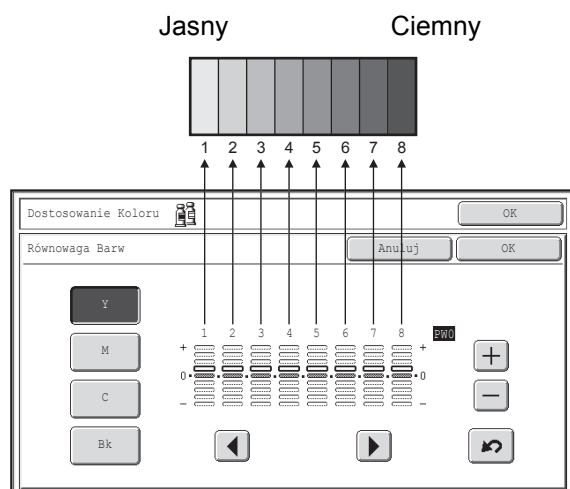 Jasny Ciemny
1 2 3 4 5 6 7 8
Dostosowanie Koloru OK
Równowaga Barw Anuluj OK
Y
1 2 3 4 5 6 7 8 PW0
M + +
0 0
C – –
Bk